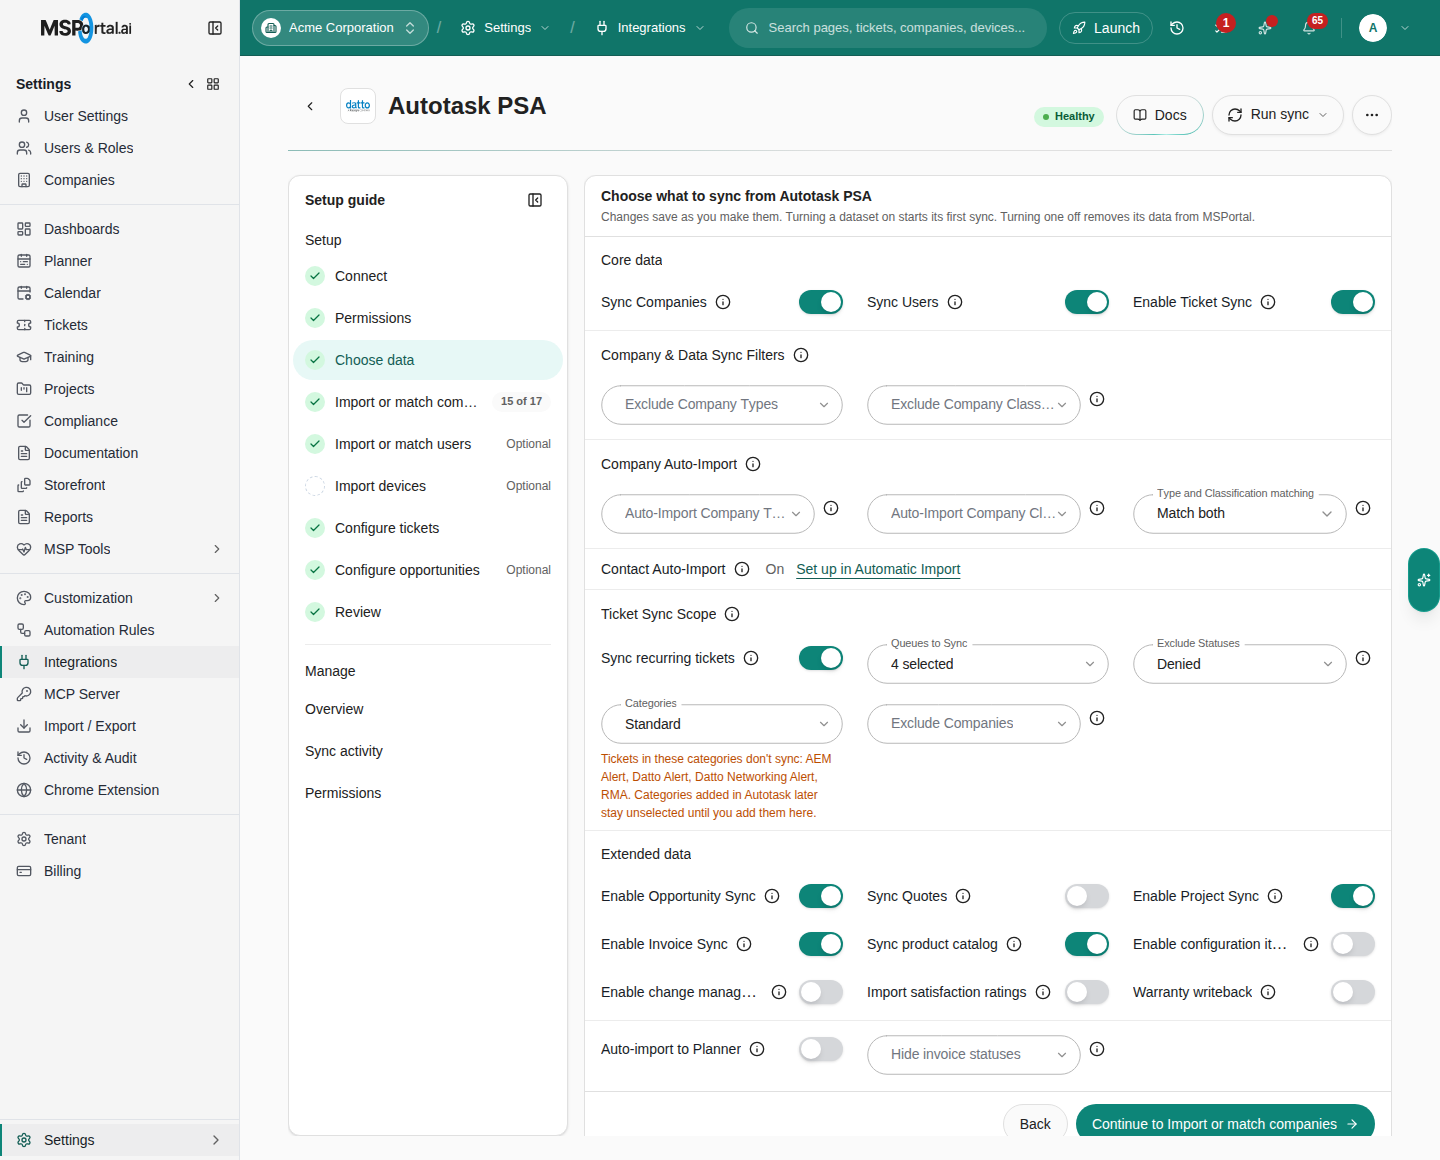 MSPortal.ai
Acme Corporation
/
Settings
/
Integrations
Search pages, tickets, companies, devices...
Launch
1
65
A
Settings
User Settings
Users & Roles
Companies
Dashboards
Planner
Calendar
Tickets
Training
Projects
Compliance
Documentation
Storefront
Reports
MSP Tools
Customization
Automation Rules
Integrations
MCP Server
Import / Export
Activity & Audit
Chrome Extension
Tenant
Billing
Settings
datto
Autotask PSA
Healthy
Docs
Run sync
Setup guide
Setup
Connect
Permissions
Choose data
Import or match com... 15 of 17
Import or match users Optional
Import devices Optional
Configure tickets
Configure opportunities Optional
Review
Manage
Overview
Sync activity
Permissions
Choose what to sync from Autotask PSA
Changes save as you make them. Turning a dataset on starts its first sync. Turning one off removes its data from MSPortal.
Core data
Sync Companies
Sync Users
Enable Ticket Sync
Company & Data Sync Filters
Exclude Company Types
Exclude Company Class...
Company Auto-Import
Auto-Import Company T...
Auto-Import Company Cl...
Type and Classification matching
Match both
Contact Auto-Import On Set up in Automatic Import
Ticket Sync Scope
Sync recurring tickets
Queues to Sync
4 selected
Exclude Statuses
Denied
Categories
Standard
Exclude Companies
Tickets in these categories don't sync: AEM
Alert, Datto Alert, Datto Networking Alert,
RMA. Categories added in Autotask later
stay unselected until you add them here.
Extended data
Enable Opportunity Sync
Sync Quotes
Enable Project Sync
Enable Invoice Sync
Sync product catalog
Enable configuration it...
Enable change manag...
Import satisfaction ratings
Warranty writeback
Auto-import to Planner
Hide invoice statuses
Back
Continue to Import or match companies